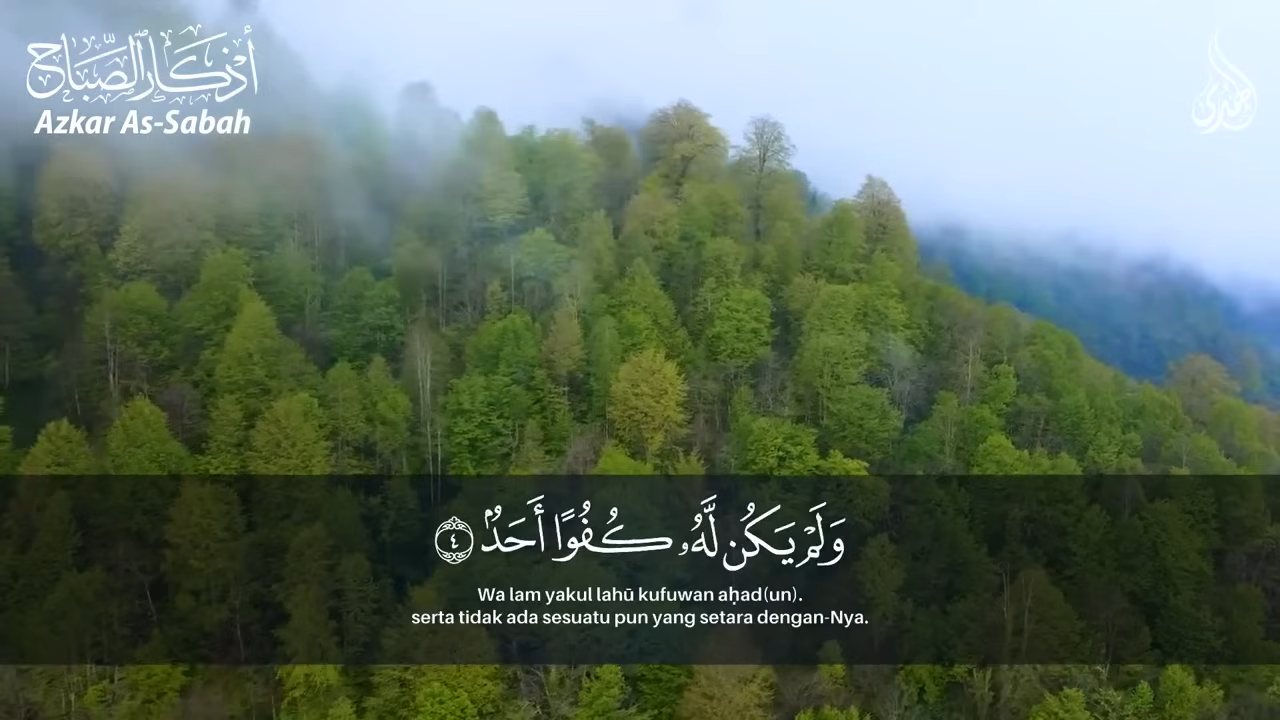 أذكار الصباح
Azkar As-Sabah
وَلَمْ يَكُن لَّهُۥ كُفُوًا أَحَدٌۢ ٤
Wa lam yakul lahū kufuwan aḥad(un).
serta tidak ada sesuatu pun yang setara dengan-Nya.